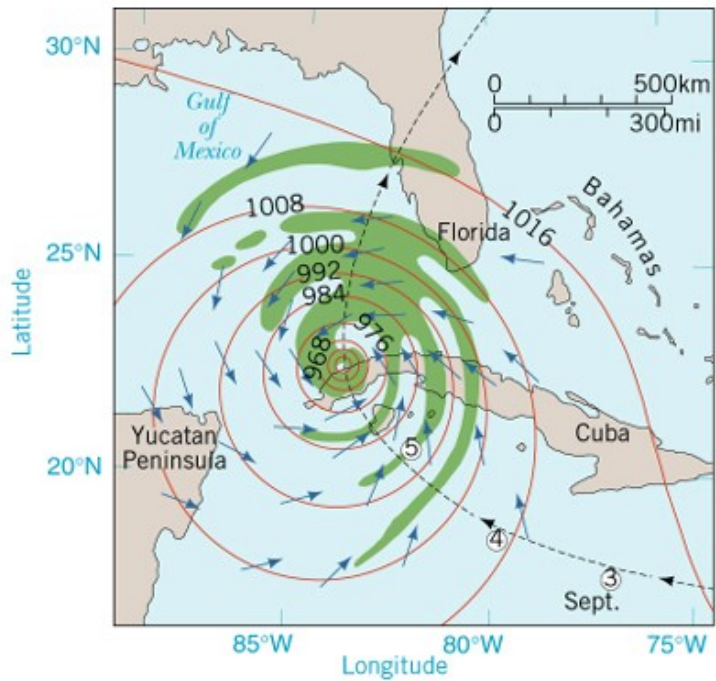 30°N
0 500km
0 300mi
Gulf
of
Mexico
Bahamas
1008
1016
Florida
25°N
1000
992
984
976
968
Latitude
Yucatan
Peninsula
Cuba
5
20°N
4
3
Sept.
85°W 80°W 75°W
Longitude